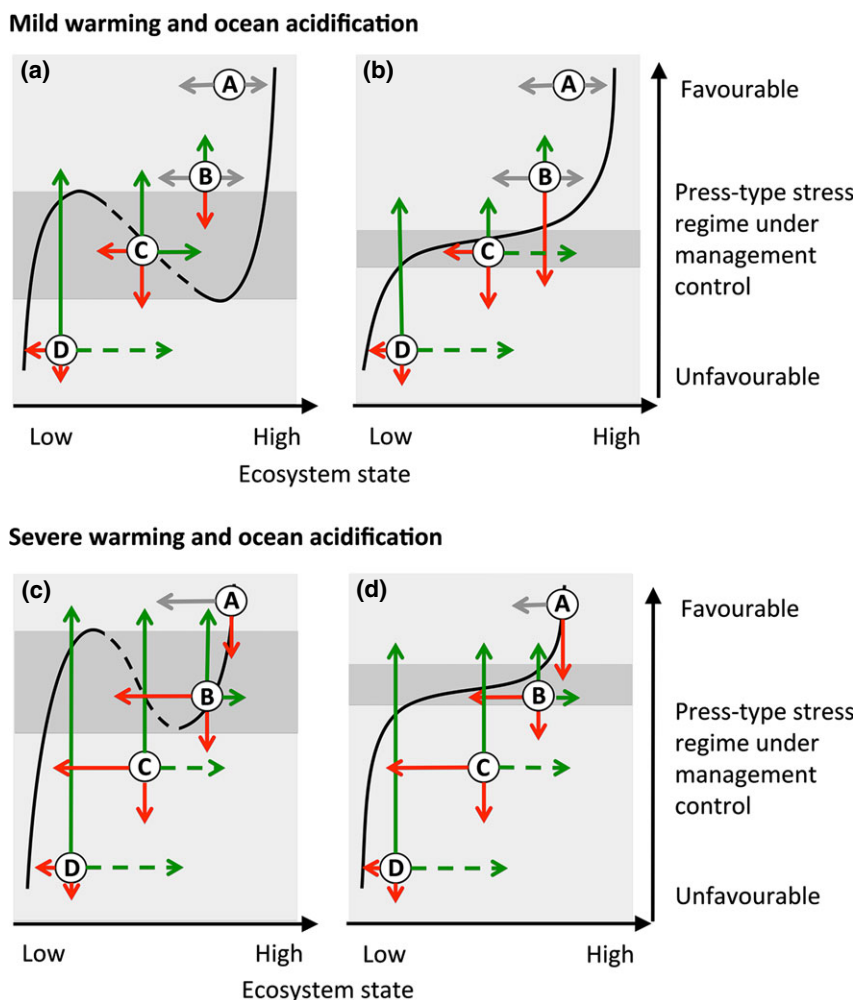 Mild warming and ocean acidification
(a)
A
B
C
D
(b)
A
B
C
D
Favourable
Press-type stress
regime under
management
control
Unfavourable
Low
High
Low
High
Ecosystem state
Severe warming and ocean acidification
(c)
A
B
C
D
(d)
A
B
C
D
Favourable
Press-type stress
regime under
management
control
Unfavourable
Low
High
Low
High
Ecosystem state